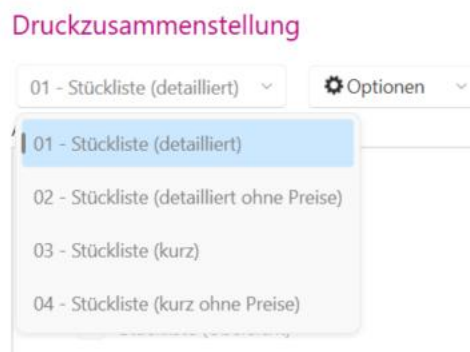 Druckzusammenstellung
01 - Stückliste (detailliert)
Optionen
01 - Stückliste (detailliert)
02 - Stückliste (detailliert ohne Preise)
03 - Stückliste (kurz)
04 - Stückliste (kurz ohne Preise)